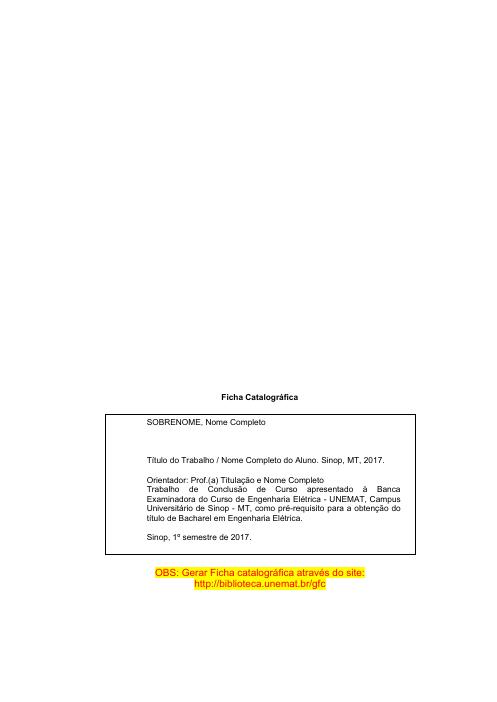 Ficha Catalográfica
SOBRENOME, Nome Completo
Título do Trabalho / Nome Completo do Aluno. Sinop, MT, 2017.
Orientador: Prof.(a) Titulação e Nome Completo
Trabalho de Conclusão de Curso apresentado à Banca
Examinadora do Curso de Engenharia Elétrica - UNEMAT, Campus
Universitário de Sinop - MT, como pré-requisito para a obtenção do
título de Bacharel em Engenharia Elétrica.
Sinop, 1º semestre de 2017.
OBS: Gerar Ficha catalográfica através do site:
http://biblioteca.unemat.br/gfc